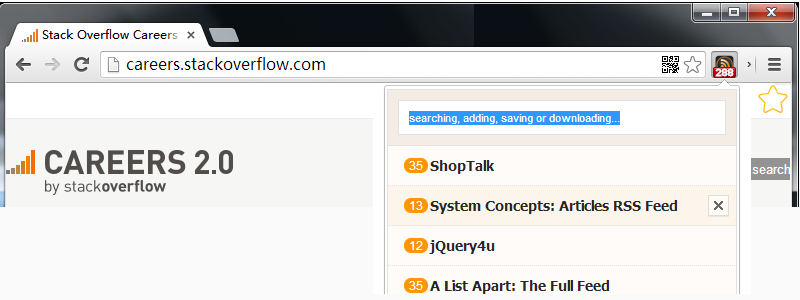 Stack Overflow Careers
careers.stackoverflow.com
288
searching, adding, saving or downloading...
CAREERS 2.0
by stackoverflow
search
35 ShopTalk
13 System Concepts: Articles RSS Feed
12 jQuery4u
35 A List Apart: The Full Feed